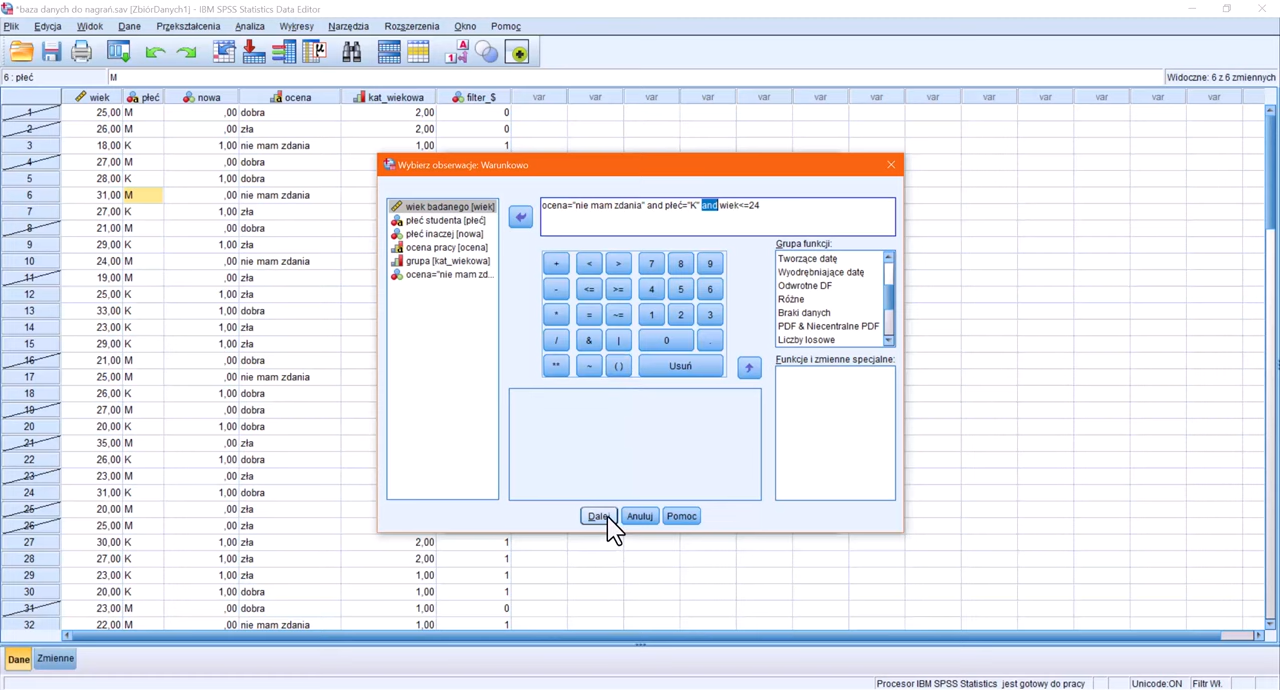 *baza danych do nagrań.sav [ZbiórDanych1] - IBM SPSS Statistics Data Editor
Plik Edycja Widok Dane Przekształcenia Analiza Wykresy Narzędzia Rozszerzenia Okno Pomoc
6 : płeć M Widoczne: 6 z 6 zmiennych
wiek płeć nowa ocena kat_wiekowa filter_$ var var var var var var var var var var var var var
1 25,00 M ,00 dobra 2,00 0
2 26,00 M ,00 zła 2,00 0
3 18,00 K 1,00 nie mam zdania 1,00 1
4 27,00 M ,00 dobra
5 28,00 K 1,00 dobra
6 31,00 M ,00 nie mam zdania
7 27,00 K 1,00 zła
8 21,00 M ,00 dobra
9 29,00 K 1,00 zła
10 24,00 M ,00 nie mam zdania
11 19,00 M ,00 zła
12 25,00 K 1,00 zła
13 33,00 K 1,00 dobra
14 23,00 K 1,00 zła
15 29,00 K 1,00 zła
16 21,00 M ,00 dobra
17 25,00 M ,00 nie mam zdania
18 26,00 K 1,00 dobra
19 27,00 M ,00 dobra
20 20,00 K 1,00 dobra
21 35,00 M ,00 zła
22 26,00 K 1,00 dobra
23 23,00 M ,00 zła
24 31,00 K 1,00 dobra
25 20,00 M ,00 zła
26 25,00 M ,00 zła
27 30,00 K 1,00 zła 2,00 1
28 27,00 K 1,00 zła 2,00 1
29 23,00 K 1,00 zła 1,00 1
30 20,00 K 1,00 dobra 1,00 1
31 23,00 M ,00 dobra 1,00 0
32 22,00 M ,00 nie mam zdania 1,00 1
Wybierz obserwacje: Warunkowo
wiek badanego [wiek]
płeć studenta [płeć]
płeć inaczej [nowa]
ocena pracy [ocena]
grupa [kat_wiekowa]
ocena="nie mam zd...
ocena="nie mam zdania" and płeć="K" and wiek<=24
+ < > 7 8 9
- <= >= 4 5 6
* = ~= 1 2 3
/ & | 0 .
** ~ ( ) Usuń
Grupa funkcji:
Tworzące datę
Wyodrębniające datę
Odwrotne DF
Różne
Braki danych
PDF & Niecentralne PDF
Liczby losowe
Funkcje i zmienne specjalne:
Dalej Anuluj Pomoc
Dane Zmienne
Procesor IBM SPSS Statistics jest gotowy do pracy Unicode:ON Filtr Wł.